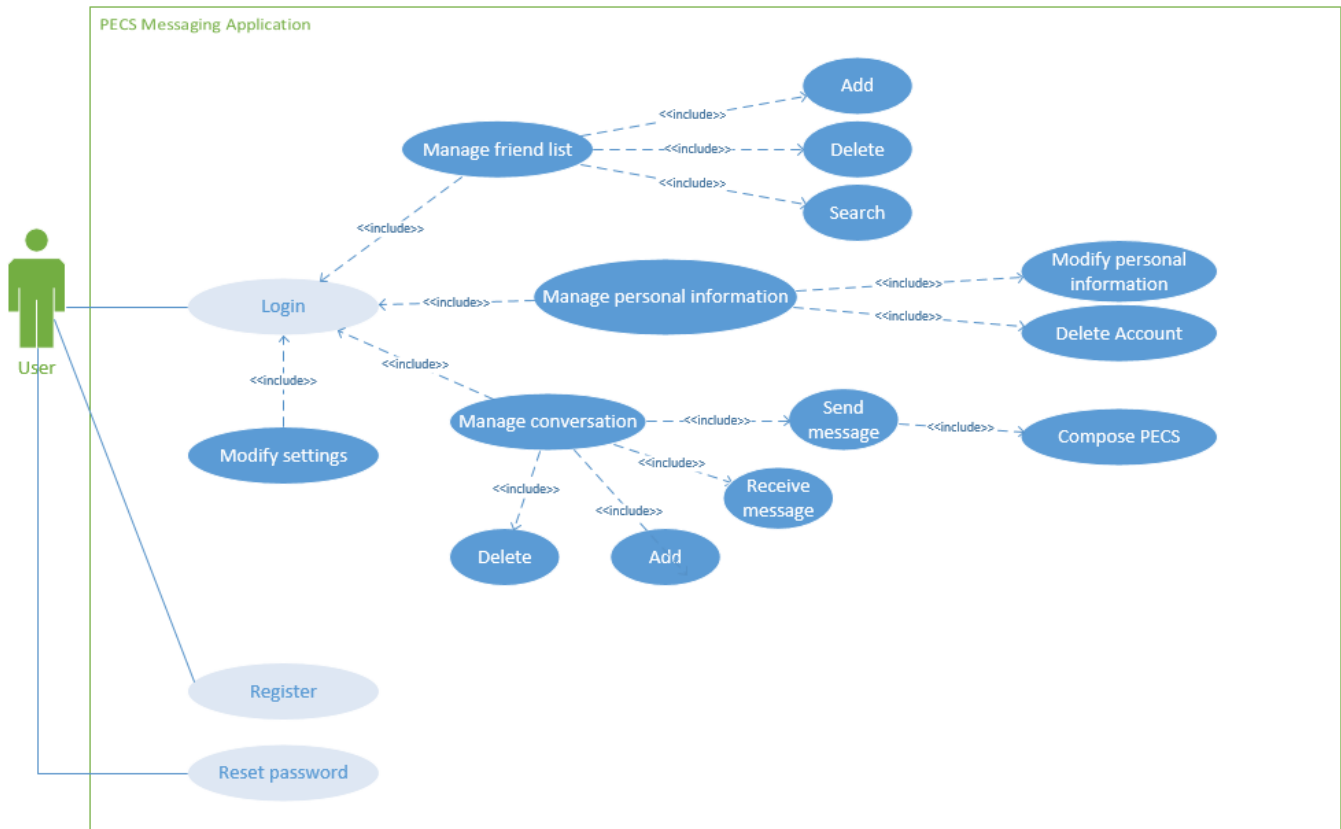 PECS Messaging Application
Add
<<include>>
Manage friend list
<<include>>
Delete
<<include>>
Search
<<include>>
Modify personal
information
<<include>>
Login
<<include>>
Manage personal information
<<include>>
Delete Account
User
<<include>>
<<include>>
Manage conversation
<<include>>
Send
message
<<include>>
Compose PECS
Modify settings
<<include>>
Receive
message
<<include>>
<<include>>
Delete
Add
Register
Reset password